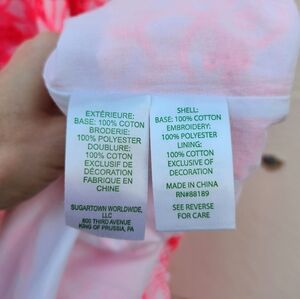 EXTÉRIEURE:
BASE: 100% COTON
BRODERIE:
100% POLYESTER
DOUBLURE:
100% COTON
EXCLUSIF DE
DÉCORATION
FABRIQUE EN
CHINE
SUGARTOWN WORLDWIDE,
LLC
800 THIRD AVENUE
KING OF PRUSSIA, PA
SHELL:
BASE: 100% COTTON
EMBROIDERY:
100% POLYESTER
LINING:
100% COTTON
EXCLUSIVE OF
DECORATION
MADE IN CHINA
RN#88189
SEE REVERSE
FOR CARE